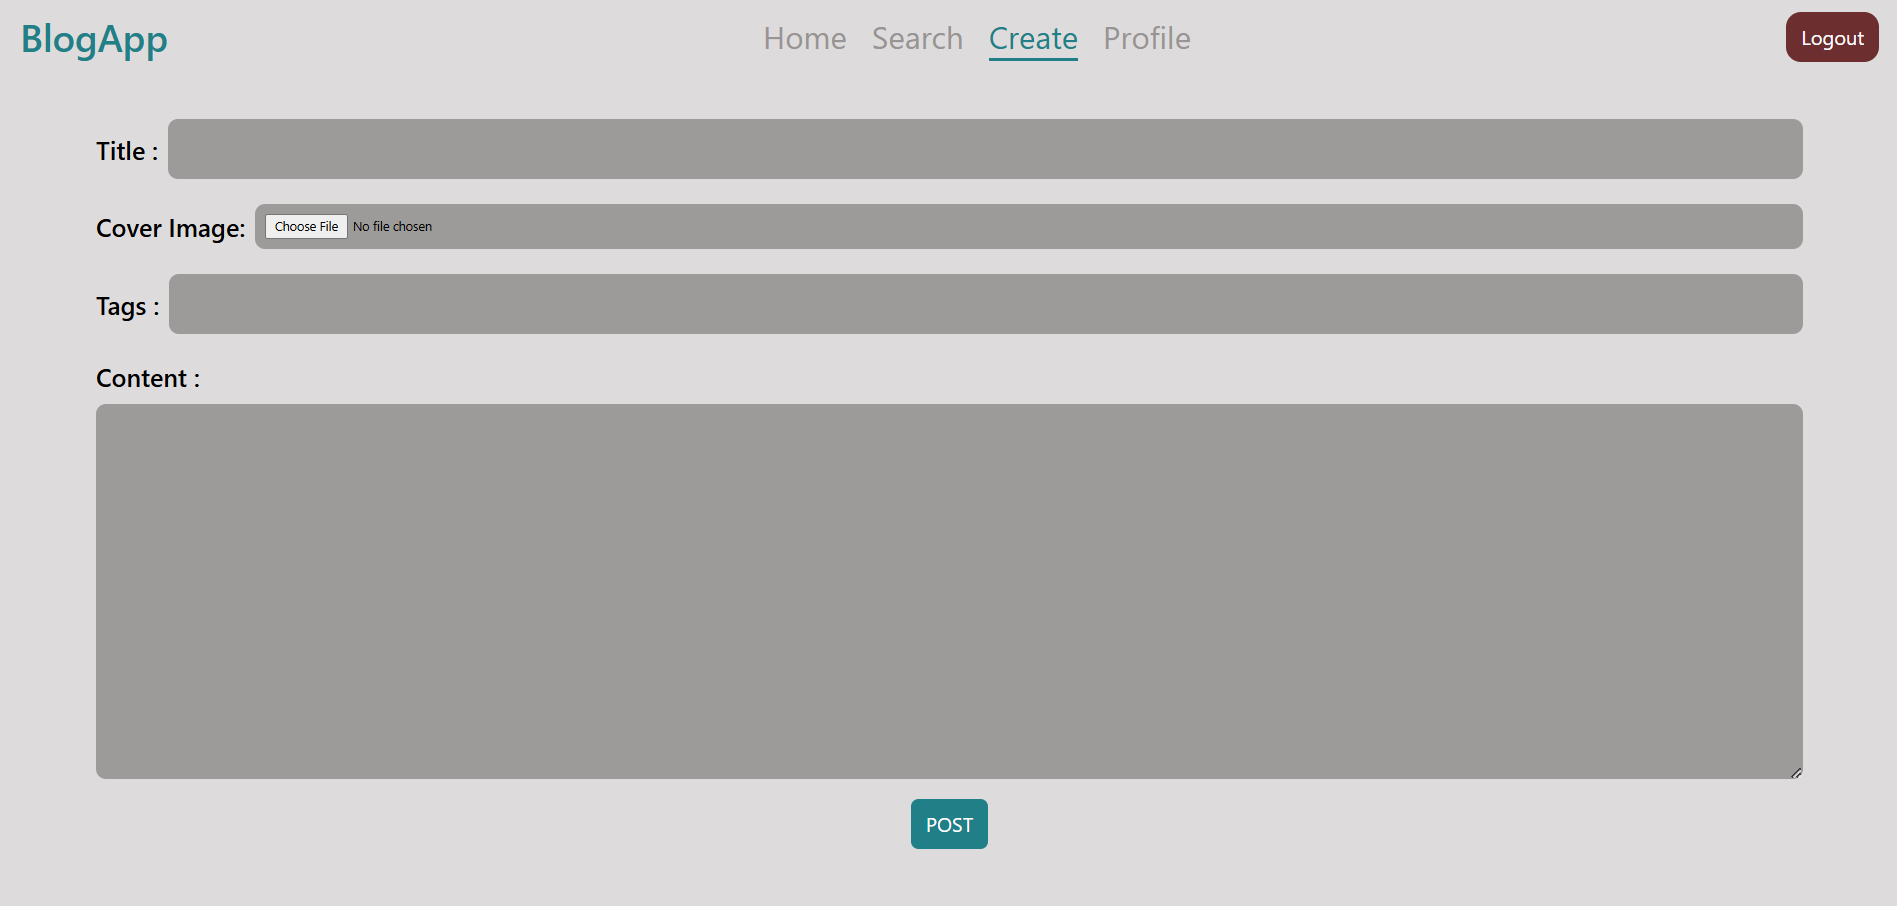 BlogApp Home Search Create Profile Logout
Title :
Cover Image: Choose File No file chosen
Tags :
Content :
POST